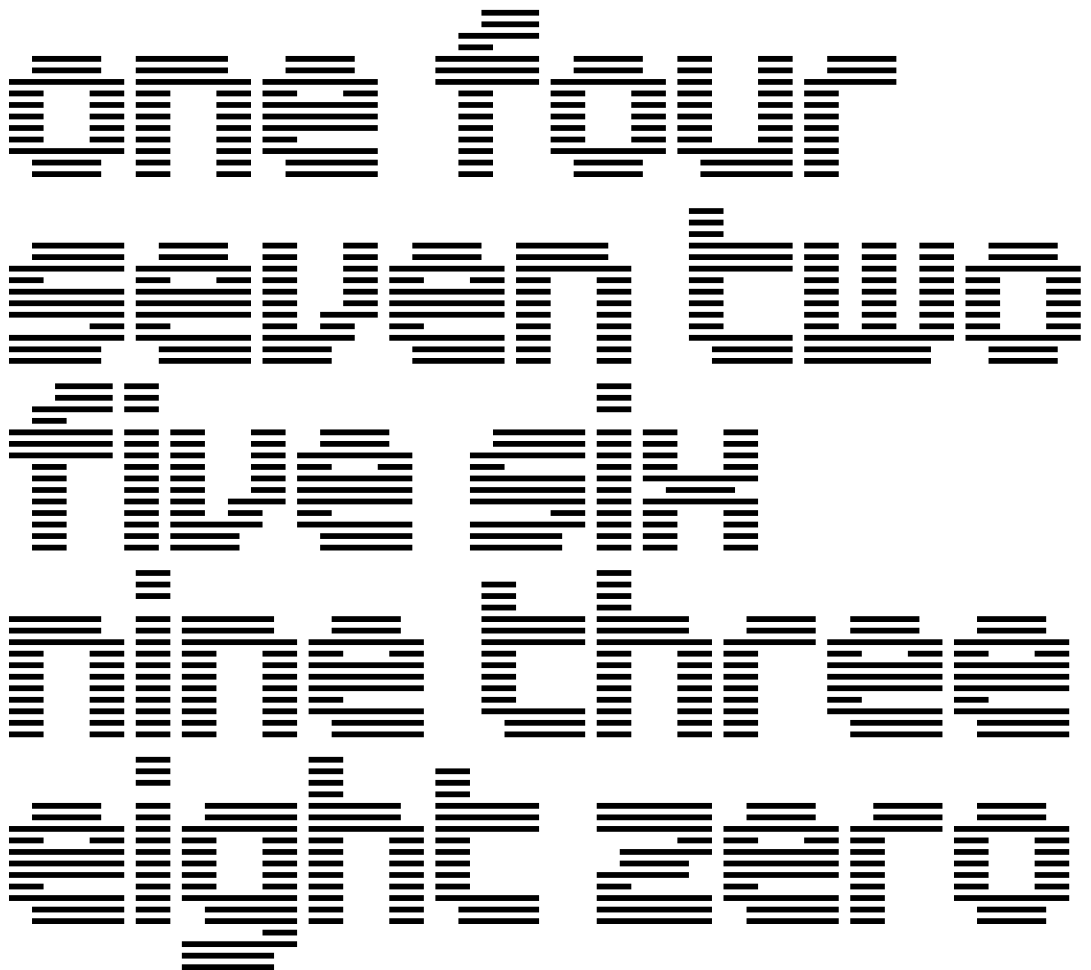 one four
seven two
five six
nine three
eight zero